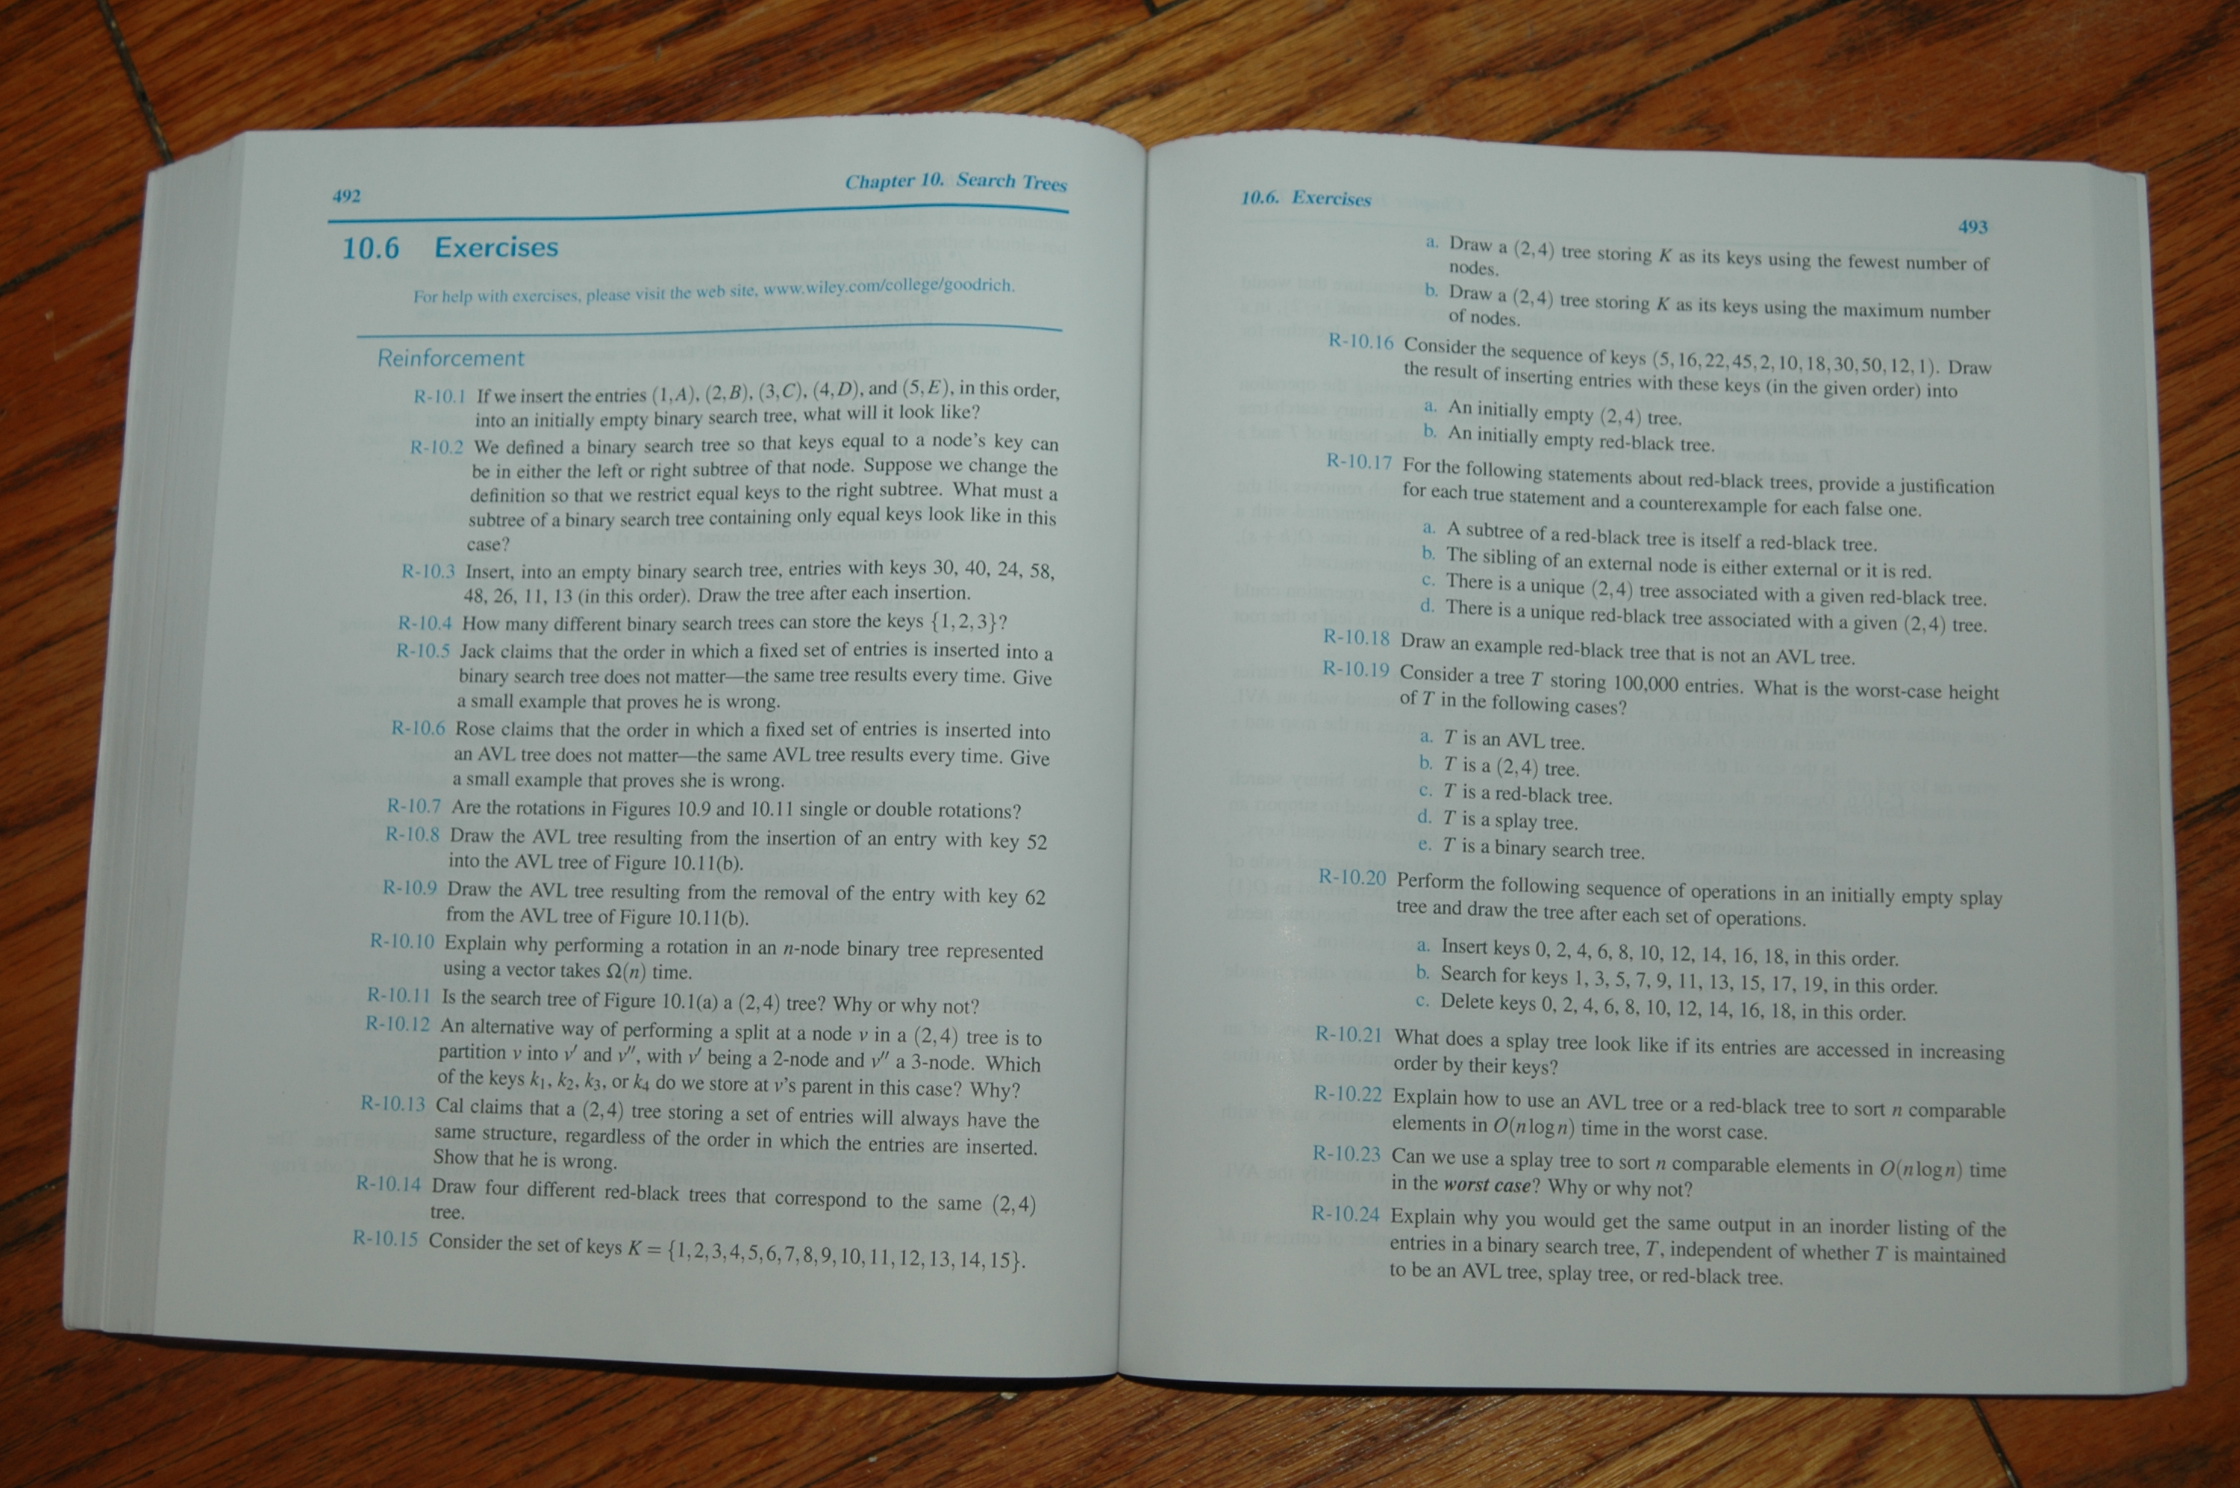 492
Chapter 10. Search Trees
10.6 Exercises
For help with exercises, please visit the web site, www.wiley.com/college/goodrich.
Reinforcement
R-10.1 If we insert the entries (1,A), (2,B), (3,C), (4,D), and (5,E), in this order,
into an initially empty binary search tree, what will it look like?
R-10.2 We defined a binary search tree so that keys equal to a node's key can
be in either the left or right subtree of that node. Suppose we change the
definition so that we restrict equal keys to the right subtree. What must a
subtree of a binary search tree containing only equal keys look like in this
case?
R-10.3 Insert, into an empty binary search tree, entries with keys 30, 40, 24, 58,
48, 26, 11, 13 (in this order). Draw the tree after each insertion.
R-10.4 How many different binary search trees can store the keys {1,2,3}?
R-10.5 Jack claims that the order in which a fixed set of entries is inserted into a
binary search tree does not matter—the same tree results every time. Give
a small example that proves he is wrong.
R-10.6 Rose claims that the order in which a fixed set of entries is inserted into
an AVL tree does not matter—the same AVL tree results every time. Give
a small example that proves she is wrong.
R-10.7 Are the rotations in Figures 10.9 and 10.11 single or double rotations?
R-10.8 Draw the AVL tree resulting from the insertion of an entry with key 52
into the AVL tree of Figure 10.11(b).
R-10.9 Draw the AVL tree resulting from the removal of the entry with key 62
from the AVL tree of Figure 10.11(b).
R-10.10 Explain why performing a rotation in an n-node binary tree represented
using a vector takes Ω(n) time.
R-10.11 Is the search tree of Figure 10.1(a) a (2,4) tree? Why or why not?
R-10.12 An alternative way of performing a split at a node v in a (2,4) tree is to
partition v into v′ and v″, with v′ being a 2-node and v″ a 3-node. Which
of the keys k₁, k₂, k₃, or k₄ do we store at v's parent in this case? Why?
R-10.13 Cal claims that a (2,4) tree storing a set of entries will always have the
same structure, regardless of the order in which the entries are inserted.
Show that he is wrong.
R-10.14 Draw four different red-black trees that correspond to the same (2,4)
tree.
R-10.15 Consider the set of keys K = {1,2,3,4,5,6,7,8,9,10,11,12,13,14,15}.
10.6. Exercises
493
a. Draw a (2,4) tree storing K as its keys using the fewest number of
nodes.
b. Draw a (2,4) tree storing K as its keys using the maximum number
of nodes.
R-10.16 Consider the sequence of keys (5,16,22,45,2,10,18,30,50,12,1). Draw
the result of inserting entries with these keys (in the given order) into
a. An initially empty (2,4) tree.
b. An initially empty red-black tree.
R-10.17 For the following statements about red-black trees, provide a justification
for each true statement and a counterexample for each false one.
a. A subtree of a red-black tree is itself a red-black tree.
b. The sibling of an external node is either external or it is red.
c. There is a unique (2,4) tree associated with a given red-black tree.
d. There is a unique red-black tree associated with a given (2,4) tree.
R-10.18 Draw an example red-black tree that is not an AVL tree.
R-10.19 Consider a tree T storing 100,000 entries. What is the worst-case height
of T in the following cases?
a. T is an AVL tree.
b. T is a (2,4) tree.
c. T is a red-black tree.
d. T is a splay tree.
e. T is a binary search tree.
R-10.20 Perform the following sequence of operations in an initially empty splay
tree and draw the tree after each set of operations.
a. Insert keys 0, 2, 4, 6, 8, 10, 12, 14, 16, 18, in this order.
b. Search for keys 1, 3, 5, 7, 9, 11, 13, 15, 17, 19, in this order.
c. Delete keys 0, 2, 4, 6, 8, 10, 12, 14, 16, 18, in this order.
R-10.21 What does a splay tree look like if its entries are accessed in increasing
order by their keys?
R-10.22 Explain how to use an AVL tree or a red-black tree to sort n comparable
elements in O(n log n) time in the worst case.
R-10.23 Can we use a splay tree to sort n comparable elements in O(n log n) time
in the worst case? Why or why not?
R-10.24 Explain why you would get the same output in an inorder listing of the
entries in a binary search tree, T, independent of whether T is maintained
to be an AVL tree, splay tree, or red-black tree.